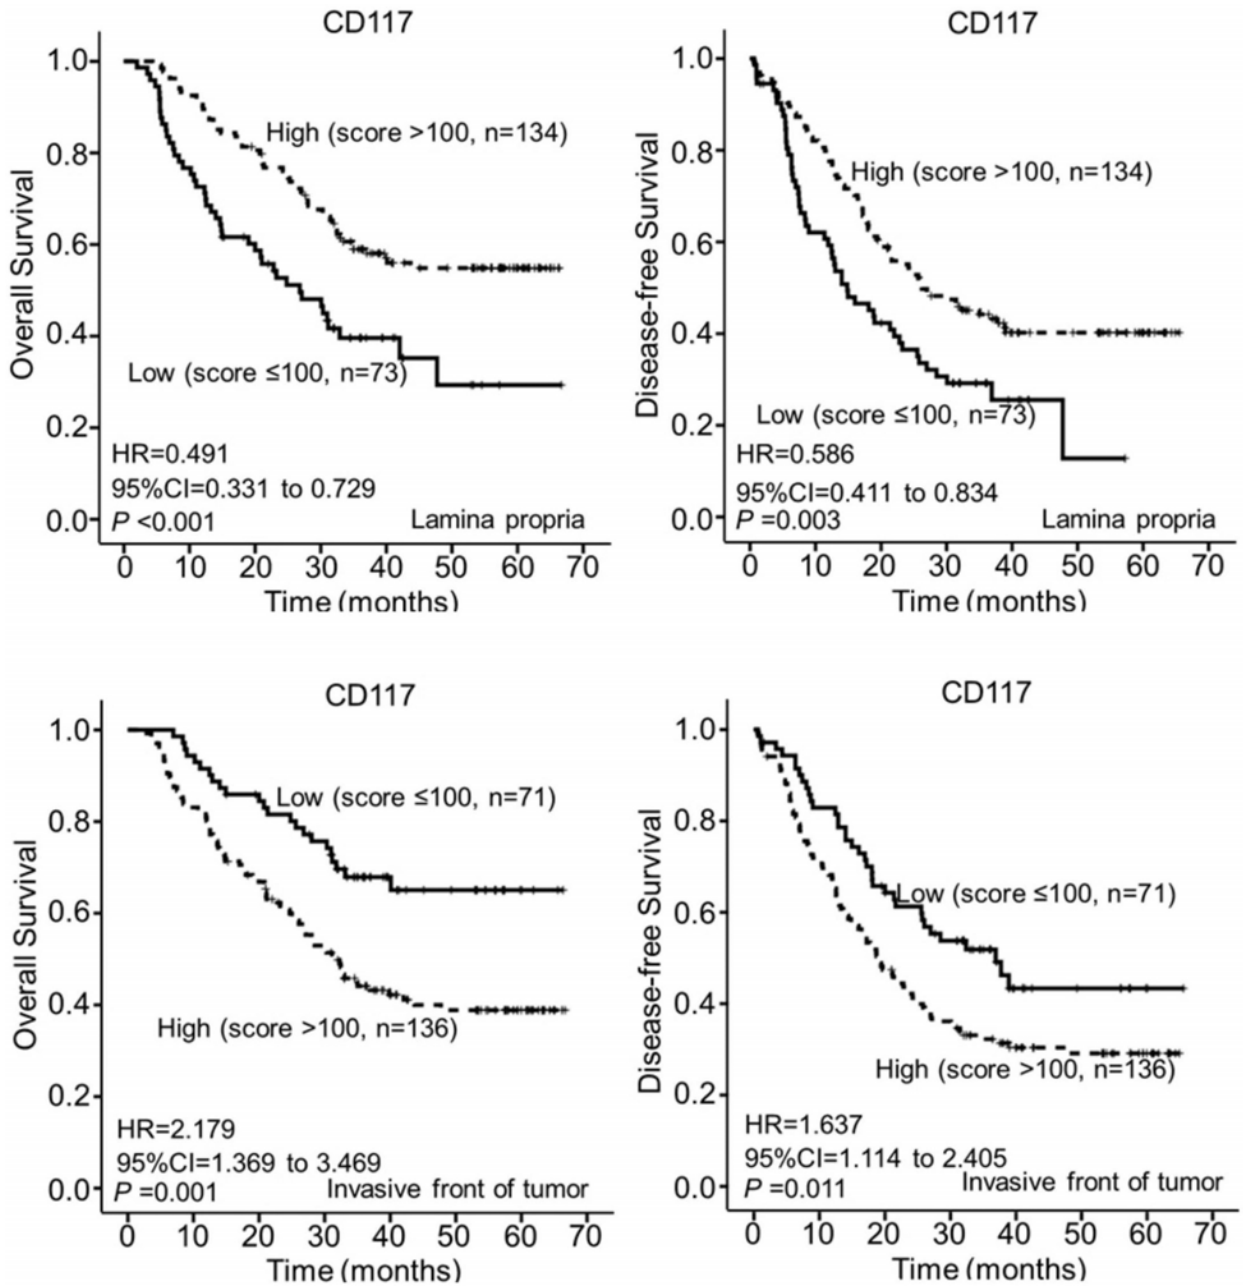 CD117
Overall Survival
1.0
0.8
0.6
0.4
0.2
0.0
High (score >100, n=134)
Low (score ≤100, n=73)
HR=0.491
95%CI=0.331 to 0.729
P <0.001
Lamina propria
0 10 20 30 40 50 60 70
Time (months)
CD117
Disease-free Survival
1.0
0.8
0.6
0.4
0.2
0.0
High (score >100, n=134)
Low (score ≤100, n=73)
HR=0.586
95%CI=0.411 to 0.834
P =0.003
Lamina propria
0 10 20 30 40 50 60 70
Time (months)
CD117
Overall Survival
1.0
0.8
0.6
0.4
0.2
0.0
Low (score ≤100, n=71)
High (score >100, n=136)
HR=2.179
95%CI=1.369 to 3.469
P =0.001
Invasive front of tumor
0 10 20 30 40 50 60 70
Time (months)
CD117
Disease-free Survival
1.0
0.8
0.6
0.4
0.2
0.0
Low (score ≤100, n=71)
High (score >100, n=136)
HR=1.637
95%CI=1.114 to 2.405
P =0.011
Invasive front of tumor
0 10 20 30 40 50 60 70
Time (months)